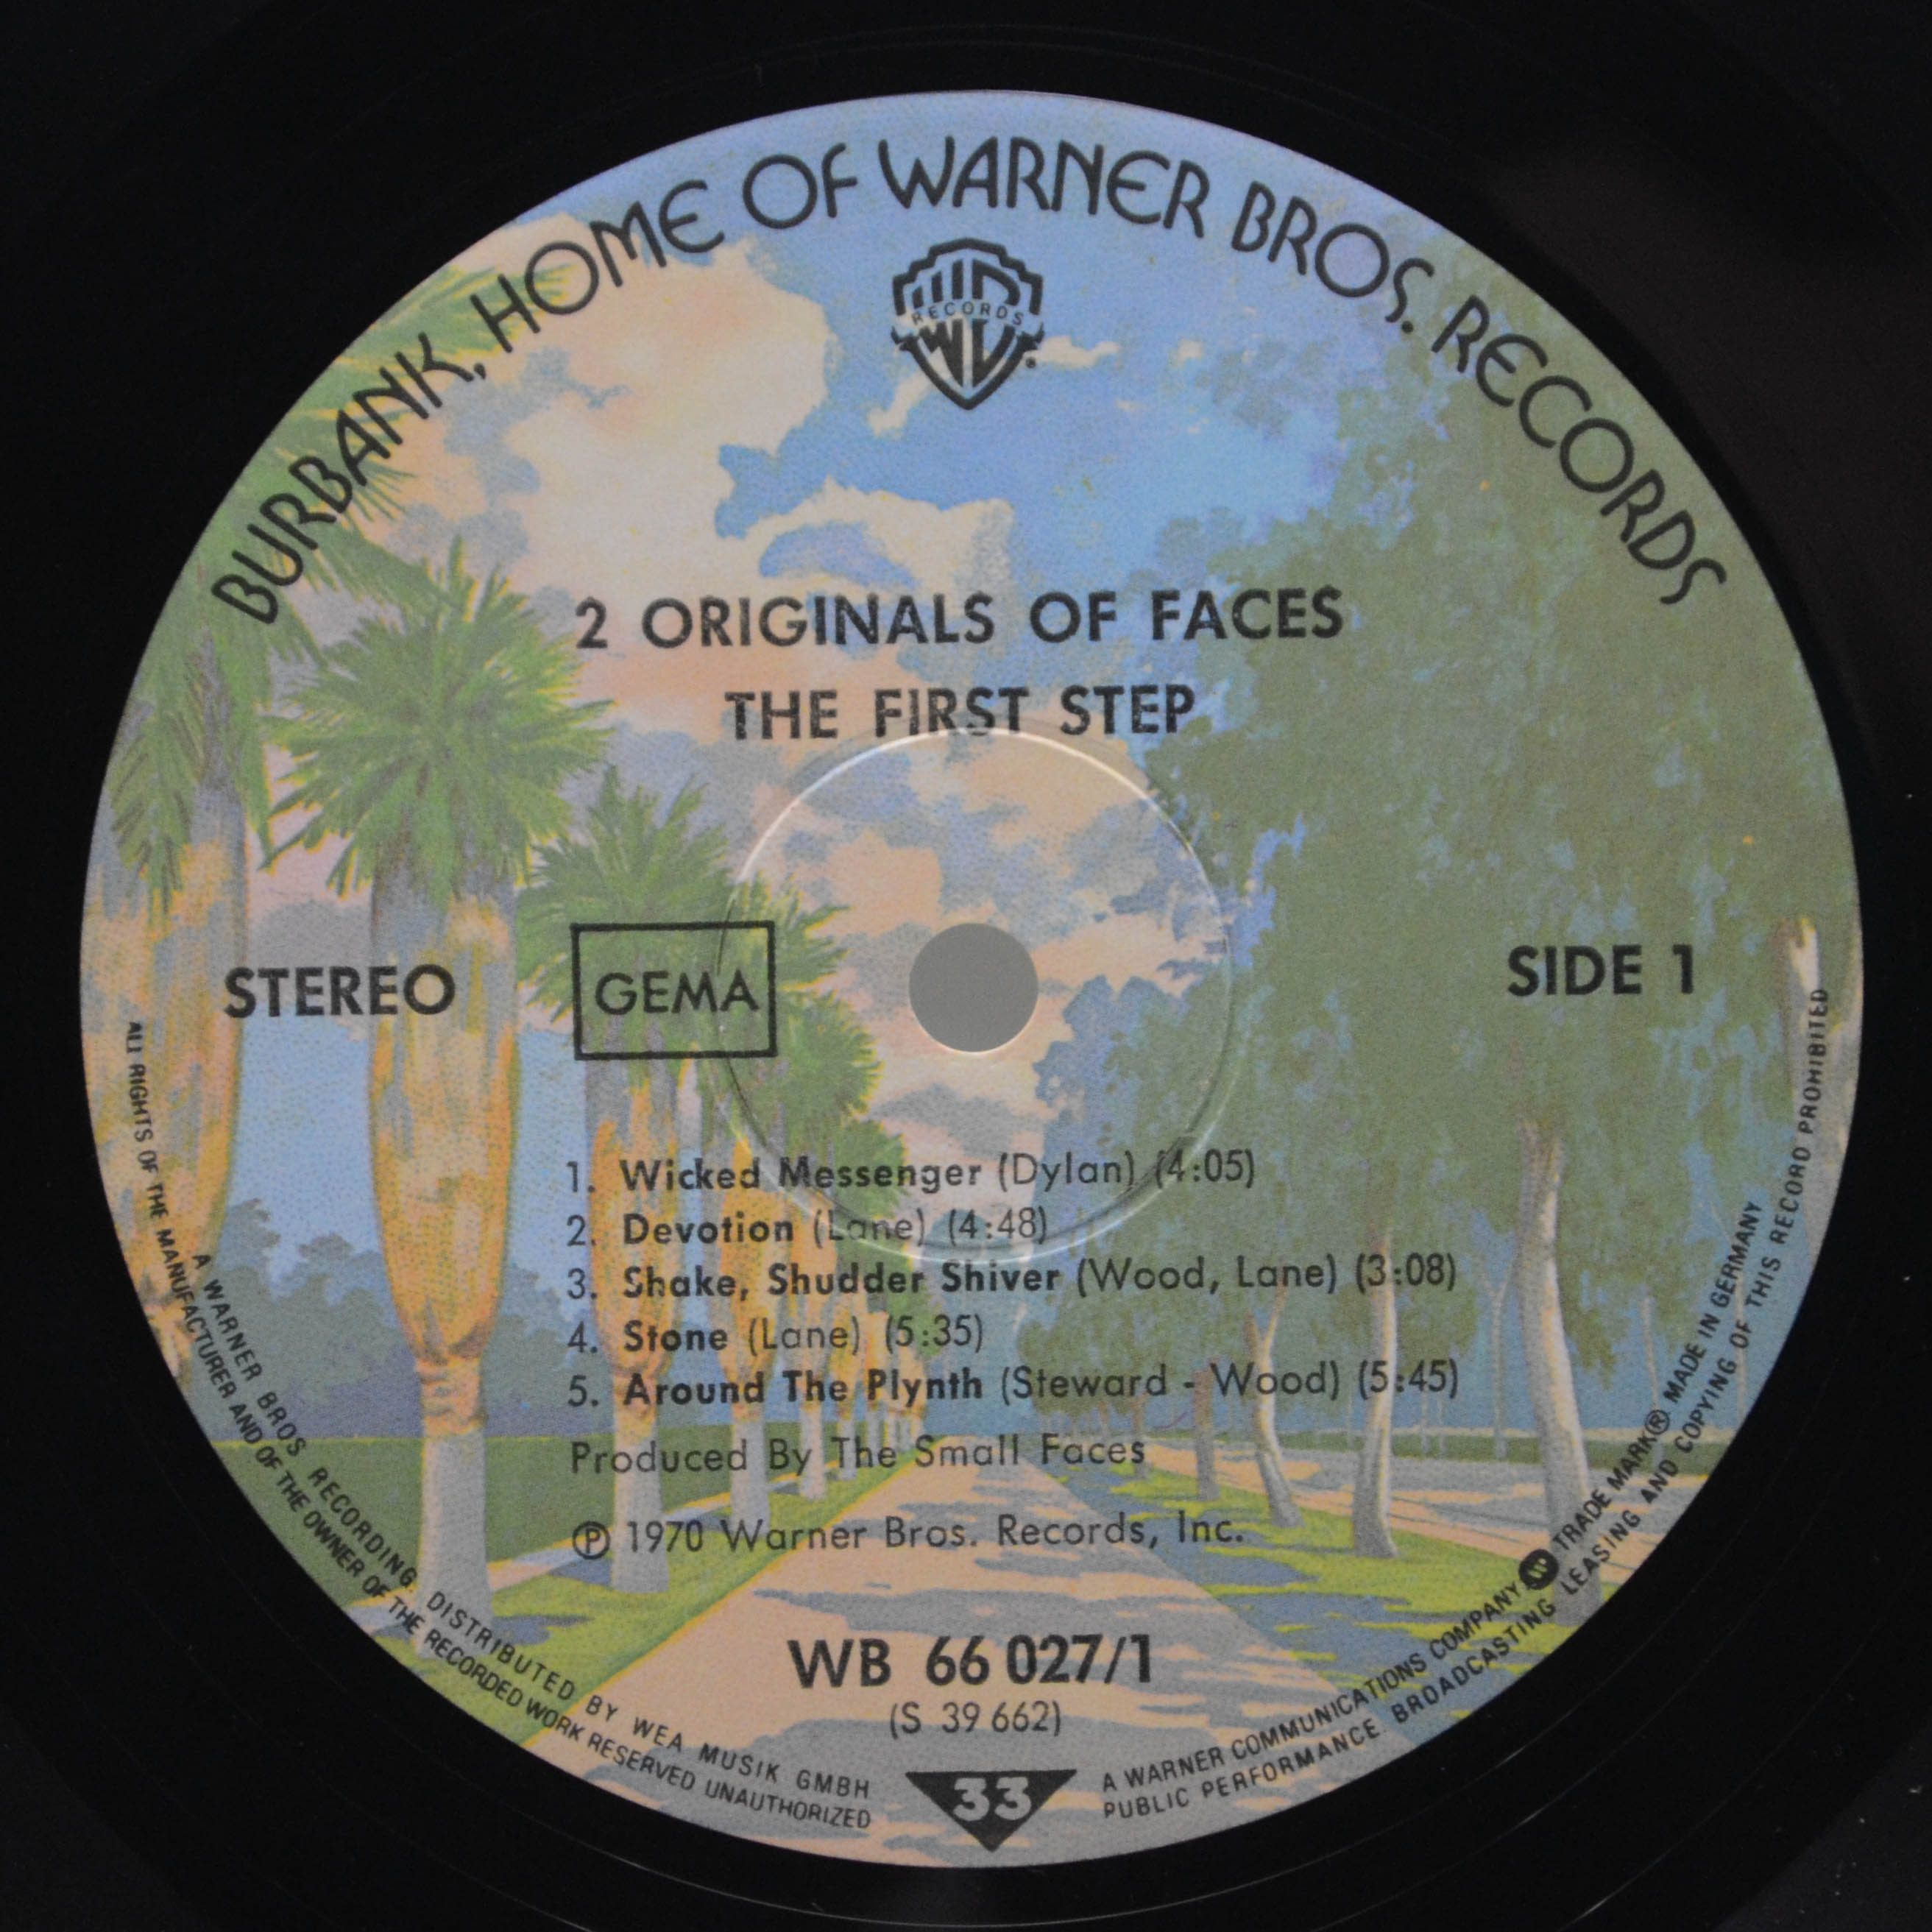 BURBANK, HOME OF WARNER BROS. RECORDS
RECORDS
2 ORIGINALS OF FACES
THE FIRST STEP
STEREO
GEMA
SIDE 1
1. Wicked Messenger (Dylan) (4:05)
2. Devotion (Lane) (4:48)
3. Shake, Shudder Shiver (Wood, Lane) (3:08)
4. Stone (Lane) (5:35)
5. Around The Plynth (Steward - Wood) (5:45)
Produced By The Small Faces
Ⓟ 1970 Warner Bros. Records, Inc.
WB 66 027/1
(S 39 662)
33
A WARNER BROS RECORDING. DISTRIBUTED BY WEA MUSIK GMBH
A WARNER COMMUNICATIONS COMPANY TRADE MARK® MADE IN GERMANY
ALL RIGHTS OF THE MANUFACTURER AND OF THE OWNER OF THE RECORDED WORK RESERVED UNAUTHORIZED
PUBLIC PERFORMANCE. BROADCASTING LEASING AND COPYING OF THIS RECORD PROHIBITED